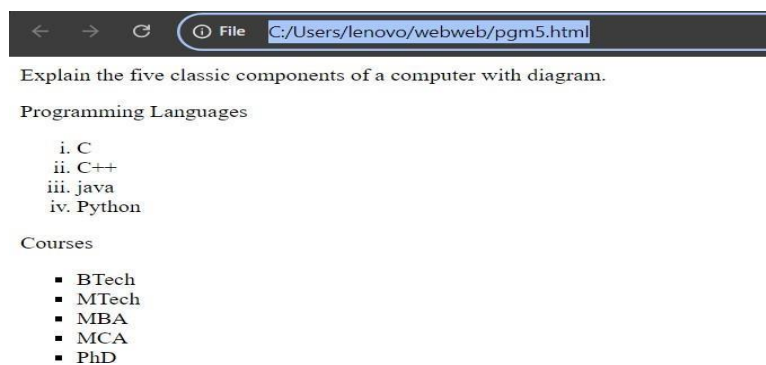 File C:/Users/lenovo/webweb/pgm5.html
Explain the five classic components of a computer with diagram.
Programming Languages
i. C
ii. C++
iii. java
iv. Python
Courses
▪ BTech
▪ MTech
▪ MBA
▪ MCA
▪ PhD